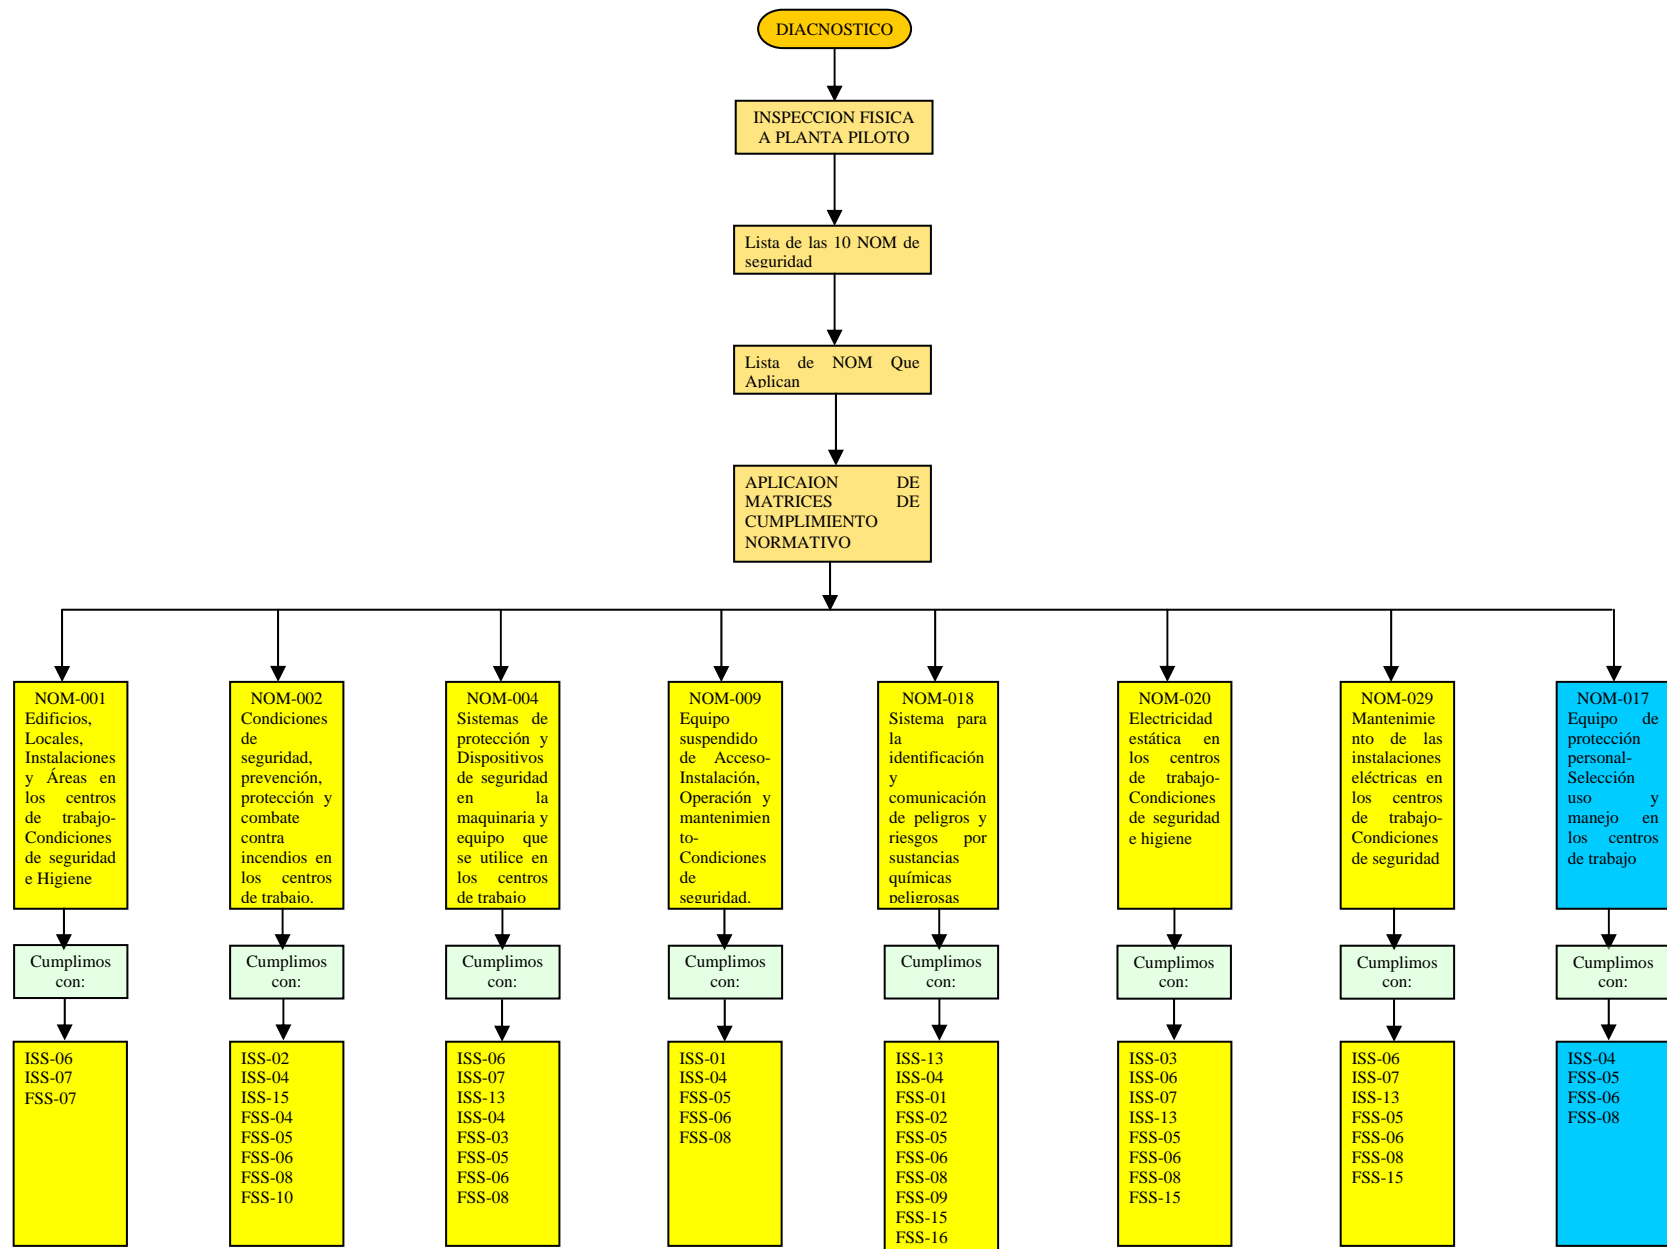 DIACNOSTICO
INSPECCION FISICA
A PLANTA PILOTO
Lista de las 10 NOM de
seguridad
Lista de NOM Que
Aplican
APLICAION DE
MATRICES DE
CUMPLIMIENTO
NORMATIVO
NOM-001
Edificios,
Locales,
Instalaciones
y Áreas en
los centros
de trabajo-
Condiciones
de seguridad
e Higiene
NOM-002
Condiciones
de
seguridad,
prevención,
protección y
combate
contra
incendios en
los centros
de trabajo.
NOM-004
Sistemas de
protección y
Dispositivos
de seguridad
en la
maquinaria y
equipo que
se utilice en
los centros
de trabajo
NOM-009
Equipo
suspendido
de Acceso-
Instalación,
Operación y
mantenimien
to-
Condiciones
de
seguridad.
NOM-018
Sistema para
la
identificación
y
comunicación
de peligros y
riesgos por
sustancias
químicas
peligrosas
NOM-020
Electricidad
estática en
los centros
de trabajo-
Condiciones
de seguridad
e higiene
NOM-029
Mantenimie
nto de las
instalaciones
eléctricas en
los centros
de trabajo-
Condiciones
de seguridad
NOM-017
Equipo de
protección
personal-
Selección
uso y
manejo en
los centros
de trabajo
Cumplimos
con:
Cumplimos
con:
Cumplimos
con:
Cumplimos
con:
Cumplimos
con:
Cumplimos
con:
Cumplimos
con:
Cumplimos
con:
ISS-06
ISS-07
FSS-07
ISS-02
ISS-04
ISS-15
FSS-04
FSS-05
FSS-06
FSS-08
FSS-10
ISS-06
ISS-07
ISS-13
ISS-04
FSS-03
FSS-05
FSS-06
FSS-08
ISS-01
ISS-04
FSS-05
FSS-06
FSS-08
ISS-13
ISS-04
FSS-01
FSS-02
FSS-05
FSS-06
FSS-08
FSS-09
FSS-15
FSS-16
ISS-03
ISS-06
ISS-07
ISS-13
FSS-05
FSS-06
FSS-08
FSS-15
ISS-06
ISS-07
ISS-13
FSS-05
FSS-06
FSS-08
FSS-15
ISS-04
FSS-05
FSS-06
FSS-08